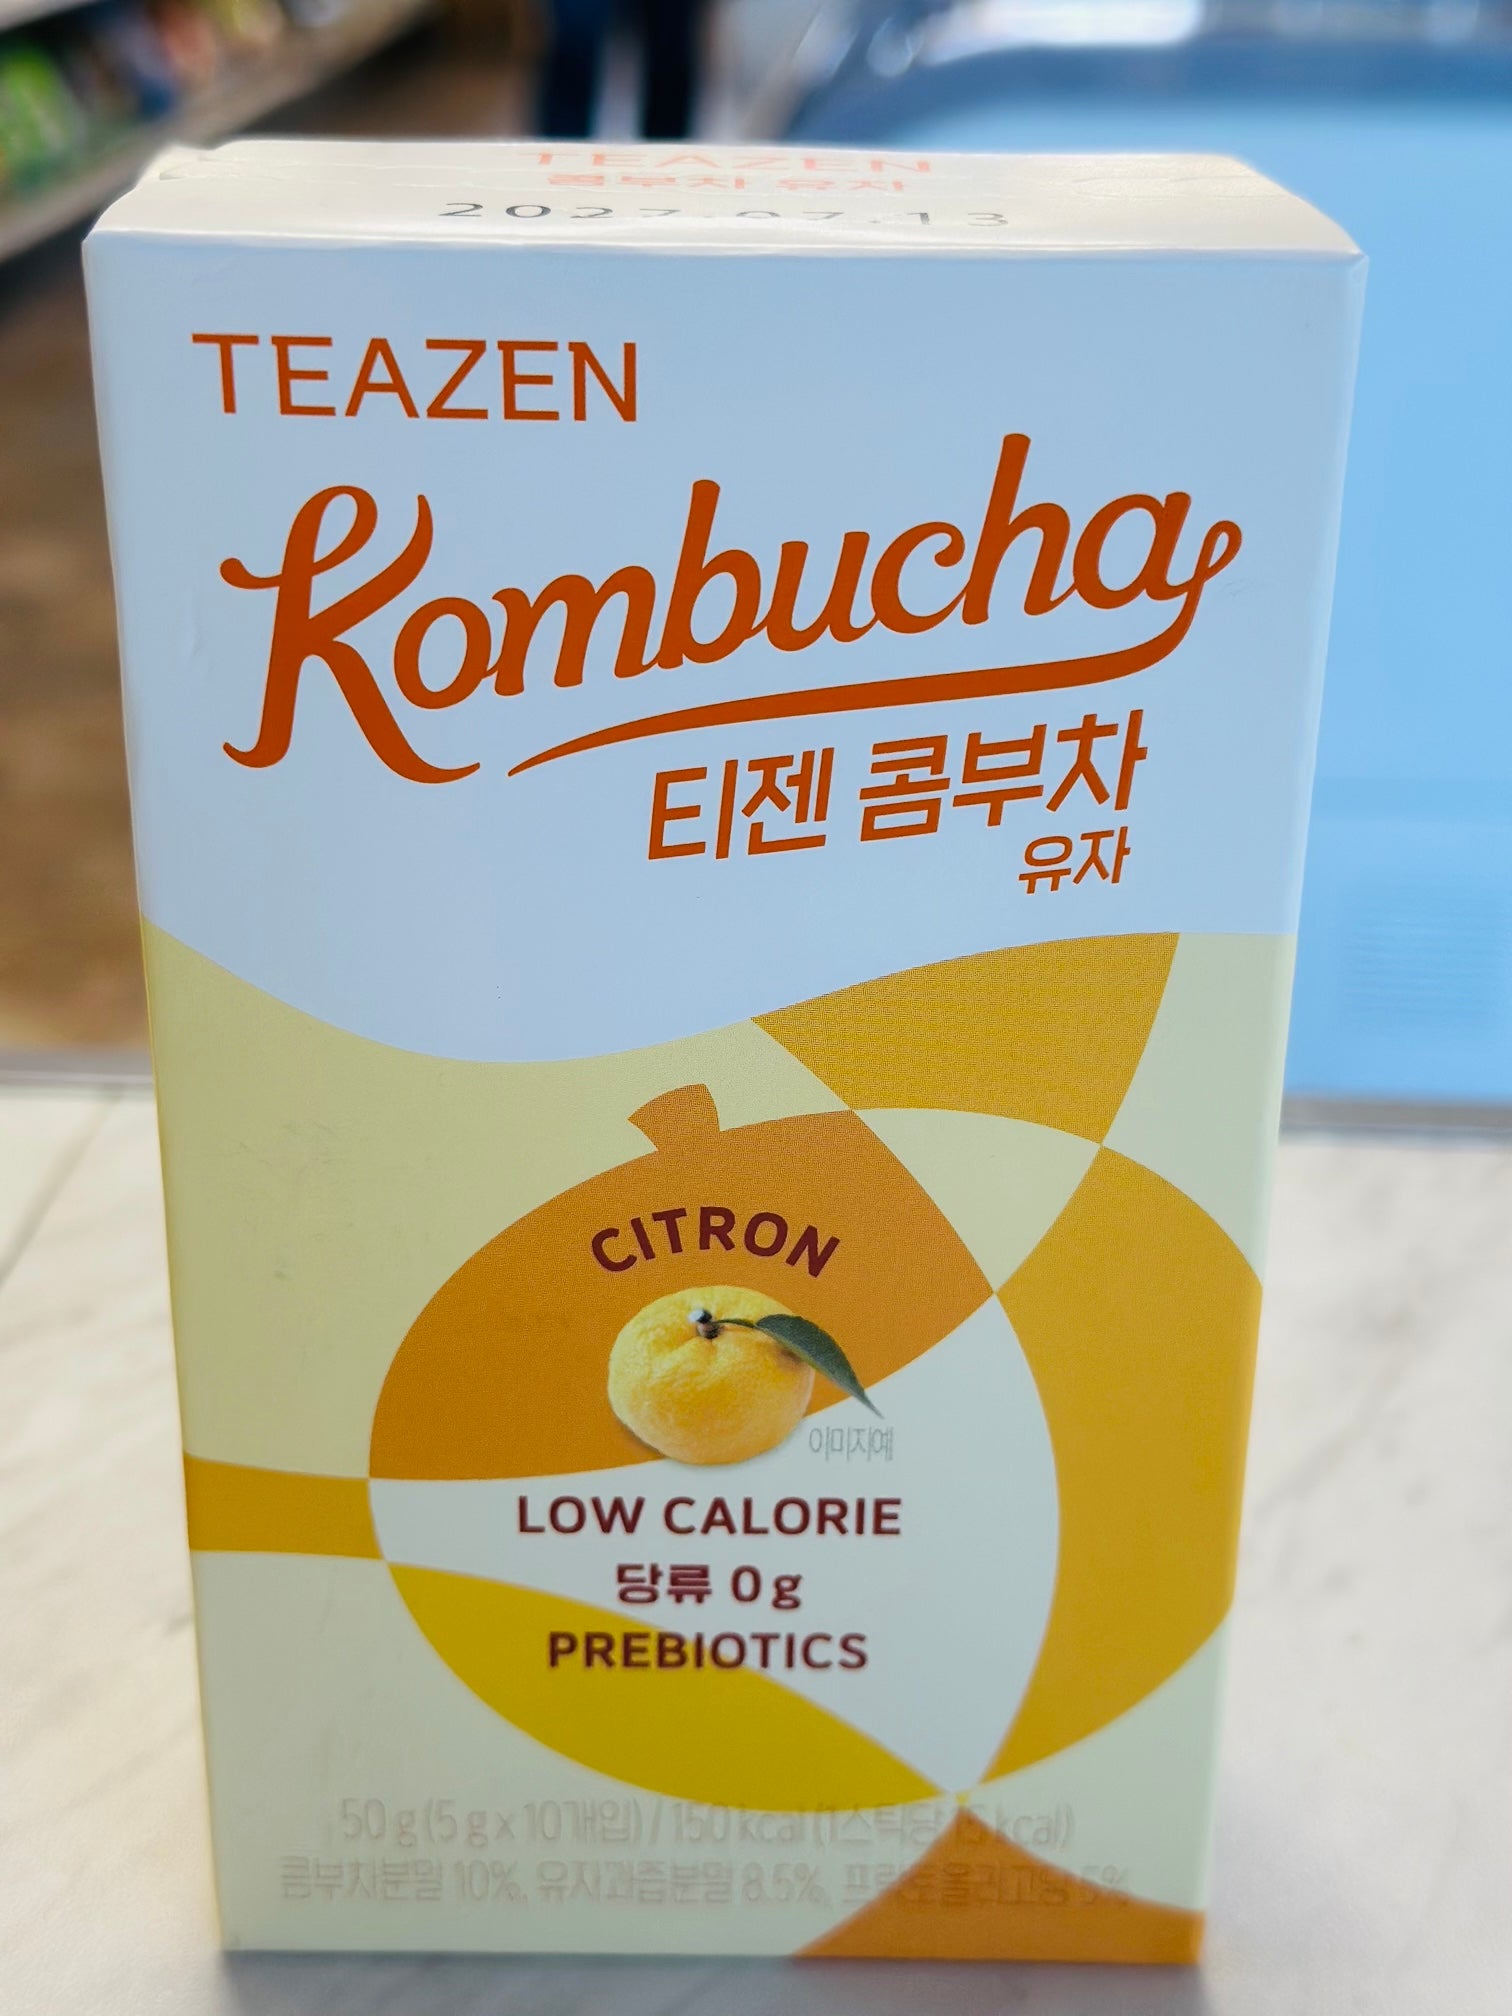 TEAZEN
콤부차 유자
2027.07.13
TEAZEN
Kombucha
티젠 콤부차
유자
CITRON
이미지예
LOW CALORIE
당류 0g
PREBIOTICS
50 g (5 g x 10개입) / 150 kcal (1스틱당 15 kcal)
콤부차분말 10%, 유자과즙분말 8.5%, 프락토올리고당 5%